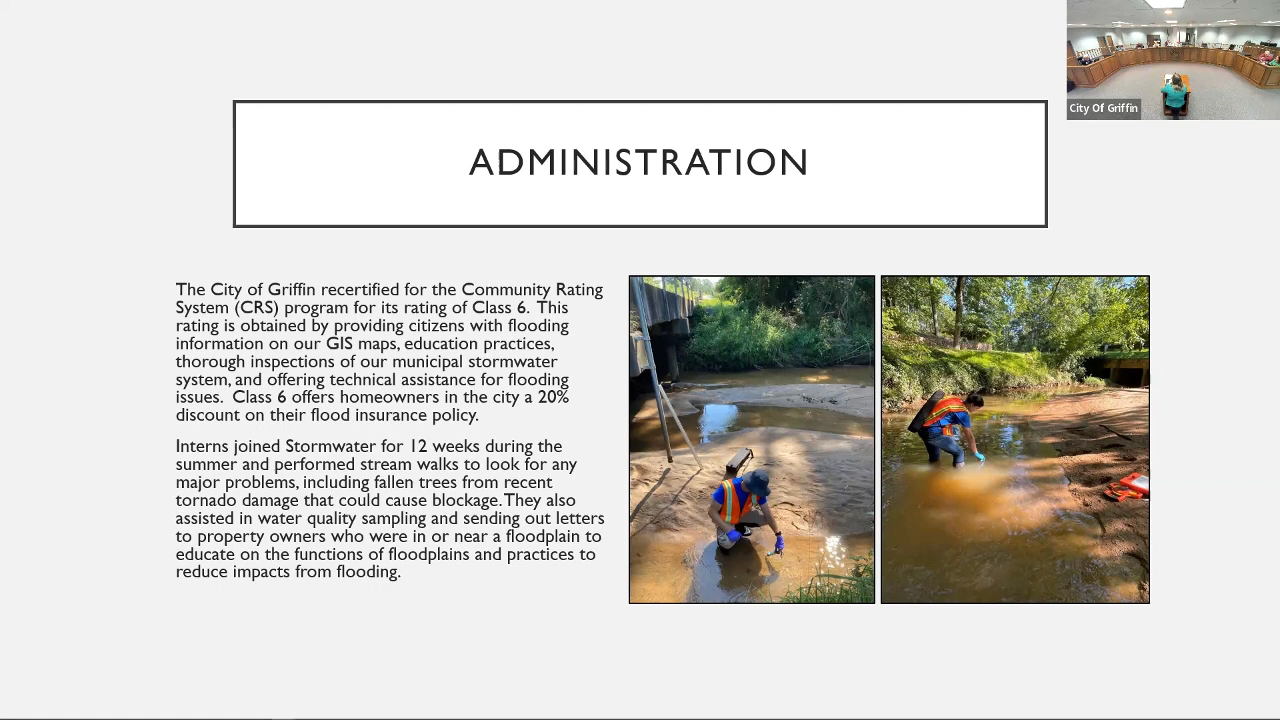 City Of Griffin
ADMINISTRATION
The City of Griffin recertified for the Community Rating
System (CRS) program for its rating of Class 6. This
rating is obtained by providing citizens with flooding
information on our GIS maps, education practices,
thorough inspections of our municipal stormwater
system, and offering technical assistance for flooding
issues. Class 6 offers homeowners in the city a 20%
discount on their flood insurance policy.
Interns joined Stormwater for 12 weeks during the
summer and performed stream walks to look for any
major problems, including fallen trees from recent
tornado damage that could cause blockage. They also
assisted in water quality sampling and sending out letters
to property owners who were in or near a floodplain to
educate on the functions of floodplains and practices to
reduce impacts from flooding.